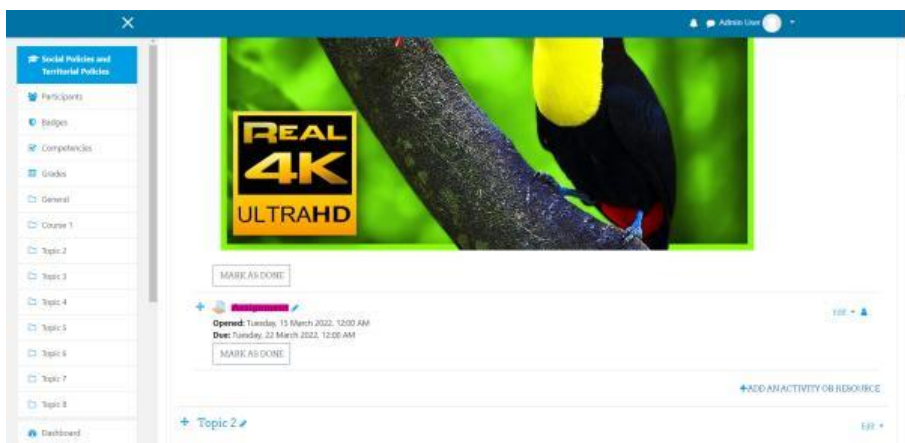 Admin User
Social Policies and
Territorial Policies
Participants
Badges
Competencies
Grades
General
Course 1
Topic 2
Topic 3
Topic 4
Topic 5
Topic 6
Topic 7
Topic 8
Dashboard
REAL
4K
ULTRAHD
MARK AS DONE
Assignment
Edit
Opened: Tuesday, 15 March 2022, 12:00 AM
Due: Tuesday, 22 March 2022, 12:00 AM
MARK AS DONE
+ADD AN ACTIVITY OR RESOURCE
Topic 2
Edit